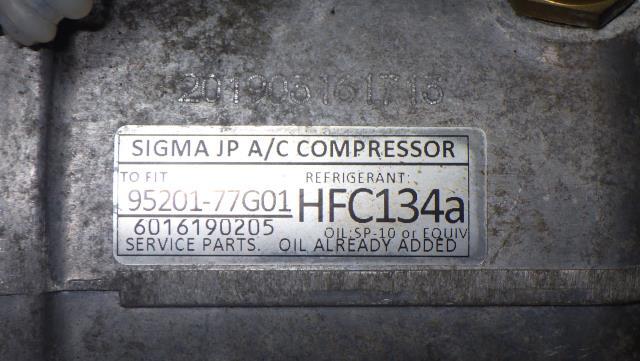 201906161716
SIGMA JP A/C COMPRESSOR
TO FIT REFRIGERANT:
95201-77G01 HFC134a
6016190205 OIL:SP-10 or EQUIV
SERVICE PARTS. OIL ALREADY ADDED